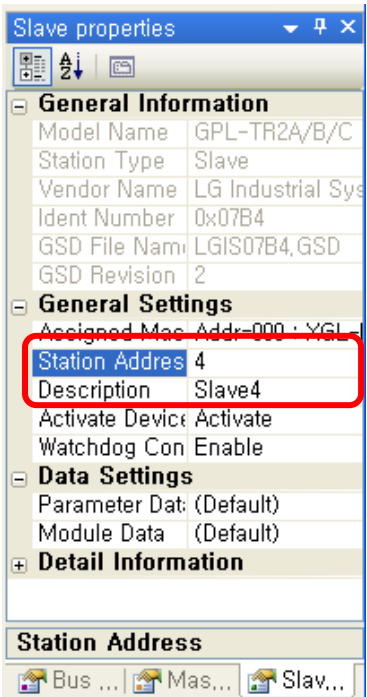 Slave properties
General Information
Model Name GPL-TR2A/B/C
Station Type Slave
Vendor Name LG Industrial Sys
Ident Number 0x07B4
GSD File Nam LGIS07B4,GSD
GSD Revision 2
General Settings
Assigned Mas Addr-000 : XGL-
Station Addres 4
Description Slave4
Activate Device Activate
Watchdog Con Enable
Data Settings
Parameter Dat (Default)
Module Data (Default)
Detail Information
Station Address
Bus ... Mas... Slav...